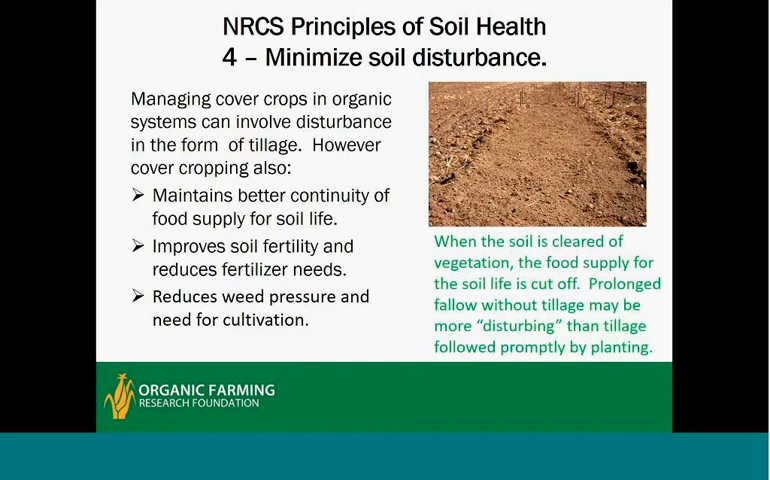 NRCS Principles of Soil Health
4 – Minimize soil disturbance.
Managing cover crops in organic
systems can involve disturbance
in the form of tillage. However
cover cropping also:
➢ Maintains better continuity of
food supply for soil life.
➢ Improves soil fertility and
reduces fertilizer needs.
➢ Reduces weed pressure and
need for cultivation.
When the soil is cleared of
vegetation, the food supply for
the soil life is cut off. Prolonged
fallow without tillage may be
more “disturbing” than tillage
followed promptly by planting.
ORGANIC FARMING
RESEARCH FOUNDATION